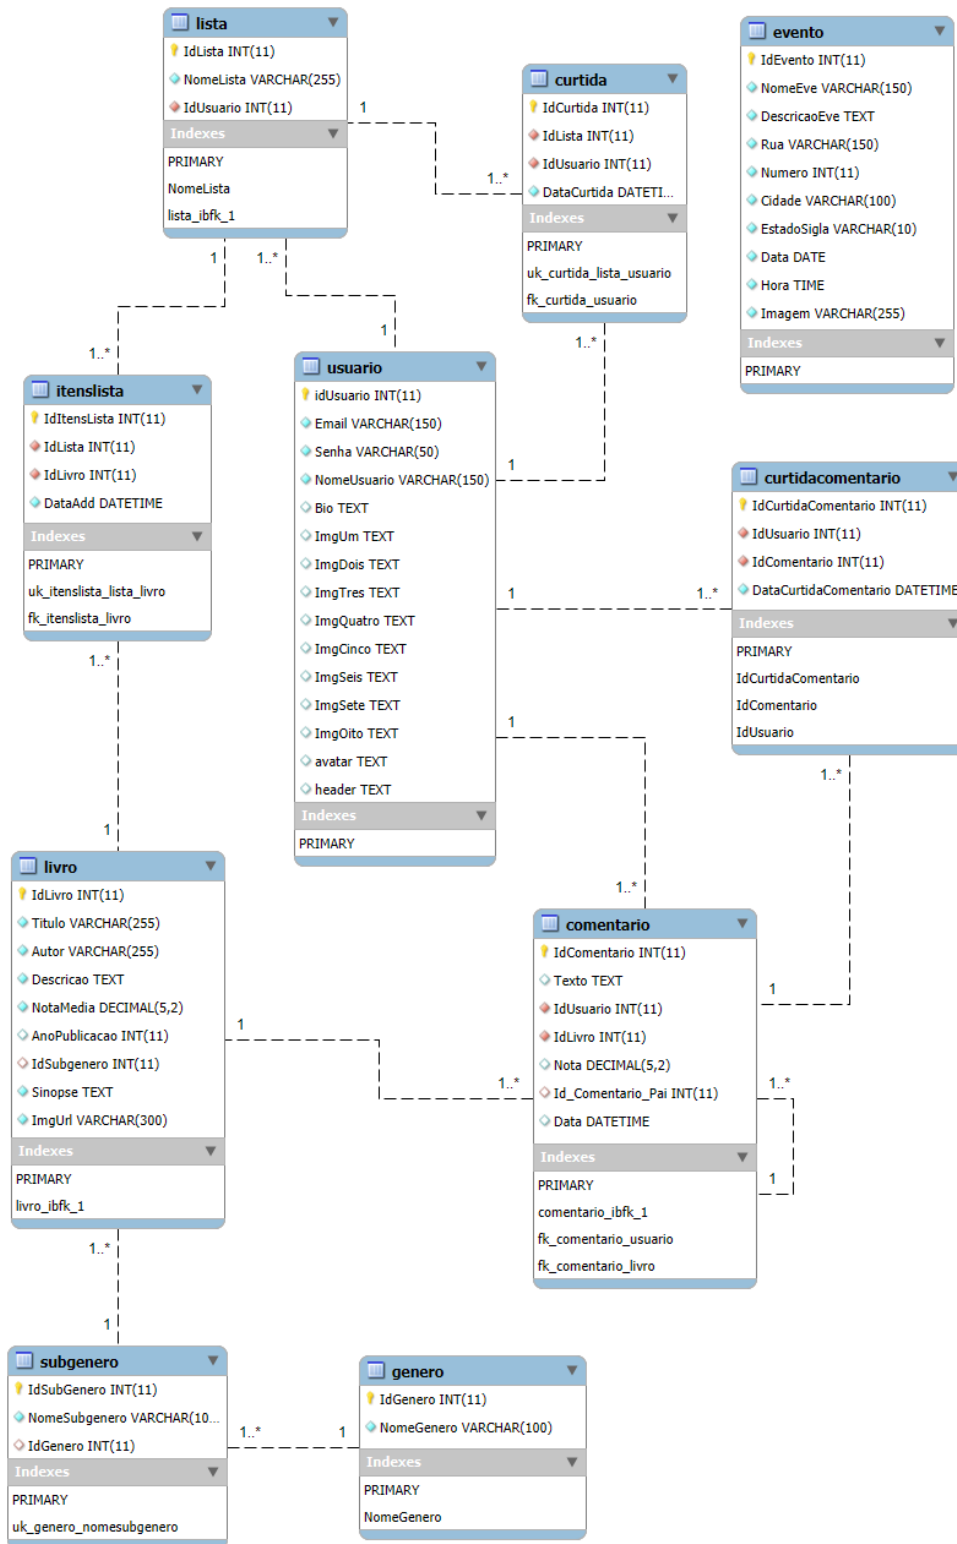 lista
IdLista INT(11)
NomeLista VARCHAR(255)
IdUsuario INT(11)
Indexes
PRIMARY
NomeLista
lista_ibfk_1
curtida
IdCurtida INT(11)
IdLista INT(11)
IdUsuario INT(11)
DataCurtida DATETI...
Indexes
PRIMARY
uk_curtida_lista_usuario
fk_curtida_usuario
evento
IdEvento INT(11)
NomeEve VARCHAR(150)
DescricaoEve TEXT
Rua VARCHAR(150)
Numero INT(11)
Cidade VARCHAR(100)
EstadoSigla VARCHAR(10)
Data DATE
Hora TIME
Imagem VARCHAR(255)
Indexes
PRIMARY
1
1..*
1
1..*
1..*
1
1..*
1
itenslista
IdItensLista INT(11)
IdLista INT(11)
IdLivro INT(11)
DataAdd DATETIME
Indexes
PRIMARY
uk_itenslista_lista_livro
fk_itenslista_livro
usuario
idUsuario INT(11)
Email VARCHAR(150)
Senha VARCHAR(50)
NomeUsuario VARCHAR(150)
Bio TEXT
ImgUm TEXT
ImgDois TEXT
ImgTres TEXT
ImgQuatro TEXT
ImgCinco TEXT
ImgSeis TEXT
ImgSete TEXT
ImgOito TEXT
avatar TEXT
header TEXT
Indexes
PRIMARY
curtidacomentario
IdCurtidaComentario INT(11)
IdUsuario INT(11)
IdComentario INT(11)
DataCurtidaComentario DATETIME
Indexes
PRIMARY
IdCurtidaComentario
IdComentario
IdUsuario
1
1..*
1..*
1
1
1..*
1..*
1
livro
IdLivro INT(11)
Titulo VARCHAR(255)
Autor VARCHAR(255)
Descricao TEXT
NotaMedia DECIMAL(5,2)
AnoPublicacao INT(11)
IdSubgenero INT(11)
Sinopse TEXT
ImgUrl VARCHAR(300)
Indexes
PRIMARY
livro_ibfk_1
comentario
IdComentario INT(11)
Texto TEXT
IdUsuario INT(11)
IdLivro INT(11)
Nota DECIMAL(5,2)
Id_Comentario_Pai INT(11)
Data DATETIME
Indexes
PRIMARY
comentario_ibfk_1
fk_comentario_usuario
fk_comentario_livro
1
1..*
1..*
1
1..*
1
subgenero
IdSubGenero INT(11)
NomeSubgenero VARCHAR(10...
IdGenero INT(11)
Indexes
PRIMARY
uk_genero_nomesubgenero
1..*
1
genero
IdGenero INT(11)
NomeGenero VARCHAR(100)
Indexes
PRIMARY
NomeGenero